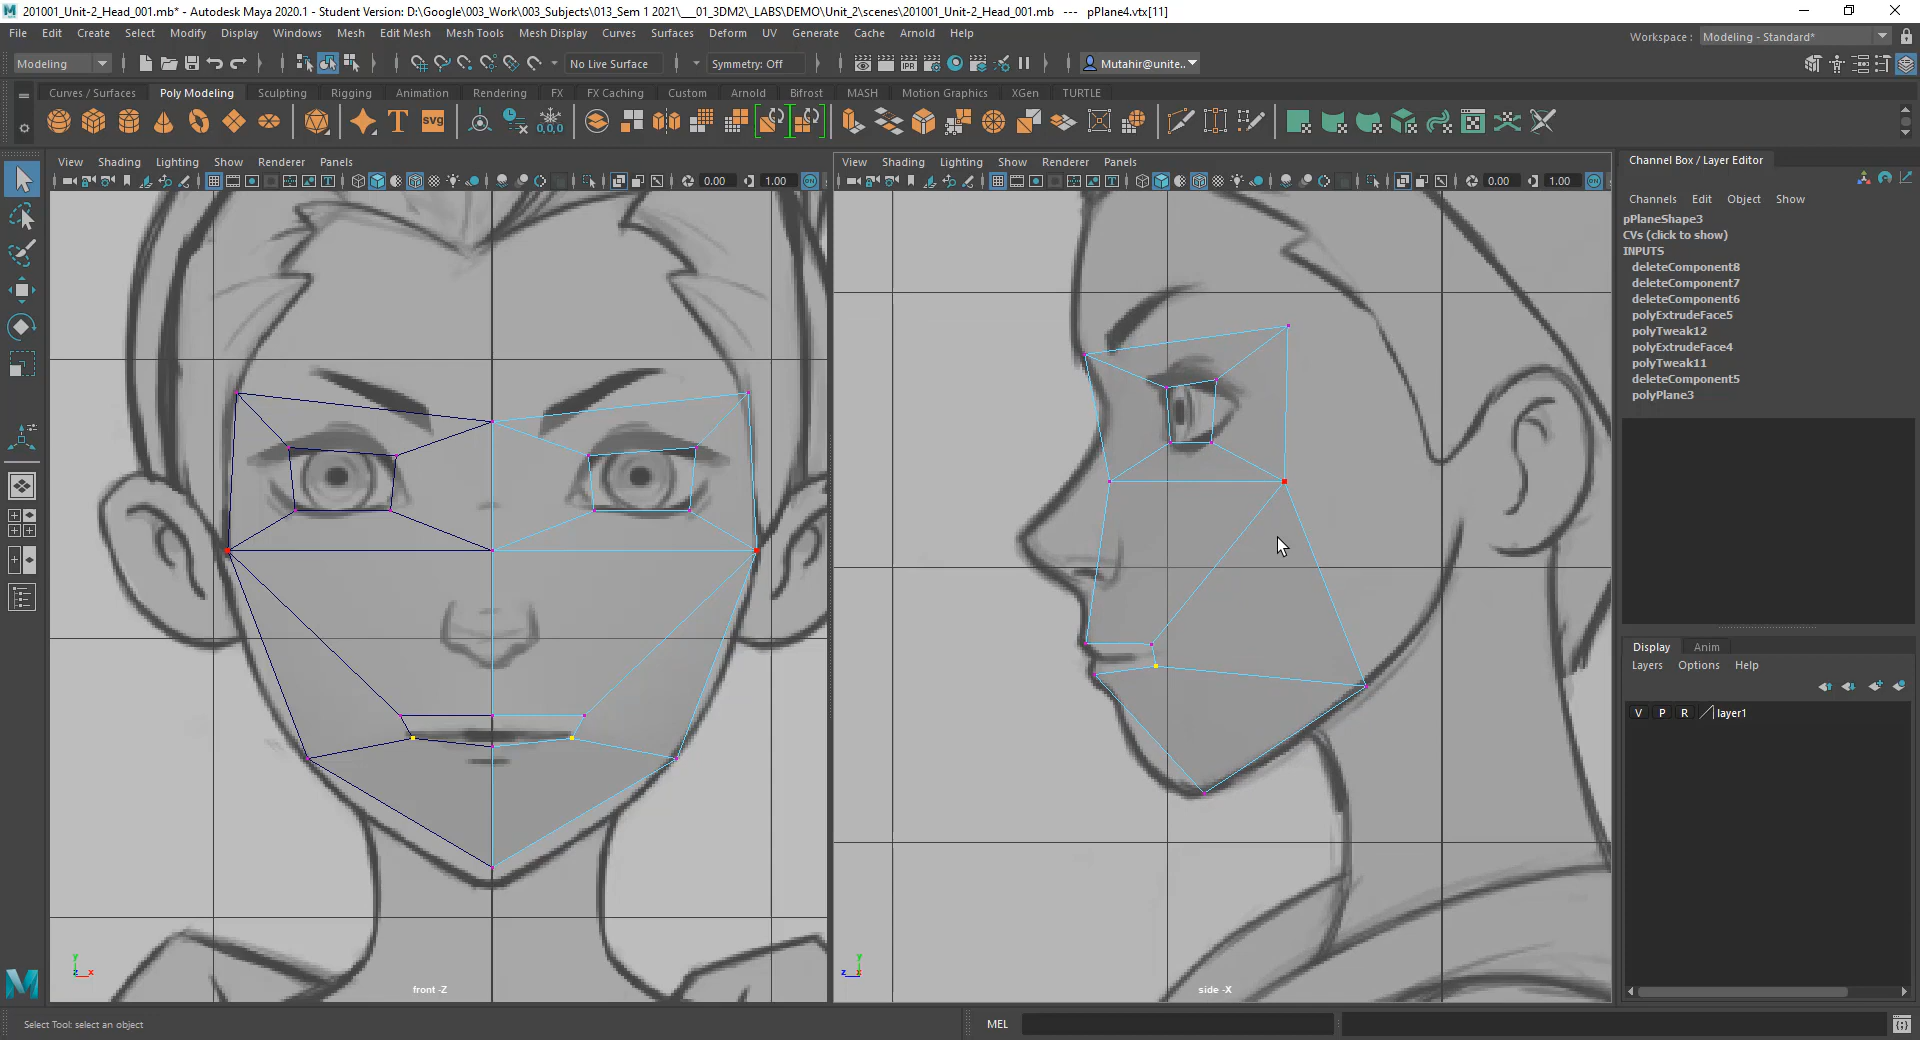 201001_Unit-2_Head_001.mb* - Autodesk Maya 2020.1 - Student Version: D:\Google\003_Work\003_Subjects\013_Sem 1 2021\___01_3DM2\_LABS\DEMO\Unit_2\scenes\201001_Unit-2_Head_001.mb   ---   pPlane4.vtx[11]
File Edit Create Select Modify Display Windows Mesh Edit Mesh Mesh Tools Mesh Display Curves Surfaces Deform UV Generate Cache Arnold Help
Workspace : Modeling - Standard*
Modeling No Live Surface Symmetry: Off IPR Mutahir@unite..
Curves / Surfaces Poly Modeling Sculpting Rigging Animation Rendering FX FX Caching Custom Arnold Bifrost MASH Motion Graphics XGen TURTLE
T svg 0,0,0
View Shading Lighting Show Renderer Panels
0.00 1.00
View Shading Lighting Show Renderer Panels
0.00 1.00
Channel Box / Layer Editor
Channels Edit Object Show
pPlaneShape3
CVs (click to show)
INPUTS
deleteComponent8
deleteComponent7
deleteComponent6
polyExtrudeFace5
polyTweak12
polyExtrudeFace4
polyTweak11
deleteComponent5
polyPlane3
Display Anim
Layers Options Help
V P R layer1
y
z x
front -Z
y
z x
side -X
Select Tool: select an object
MEL